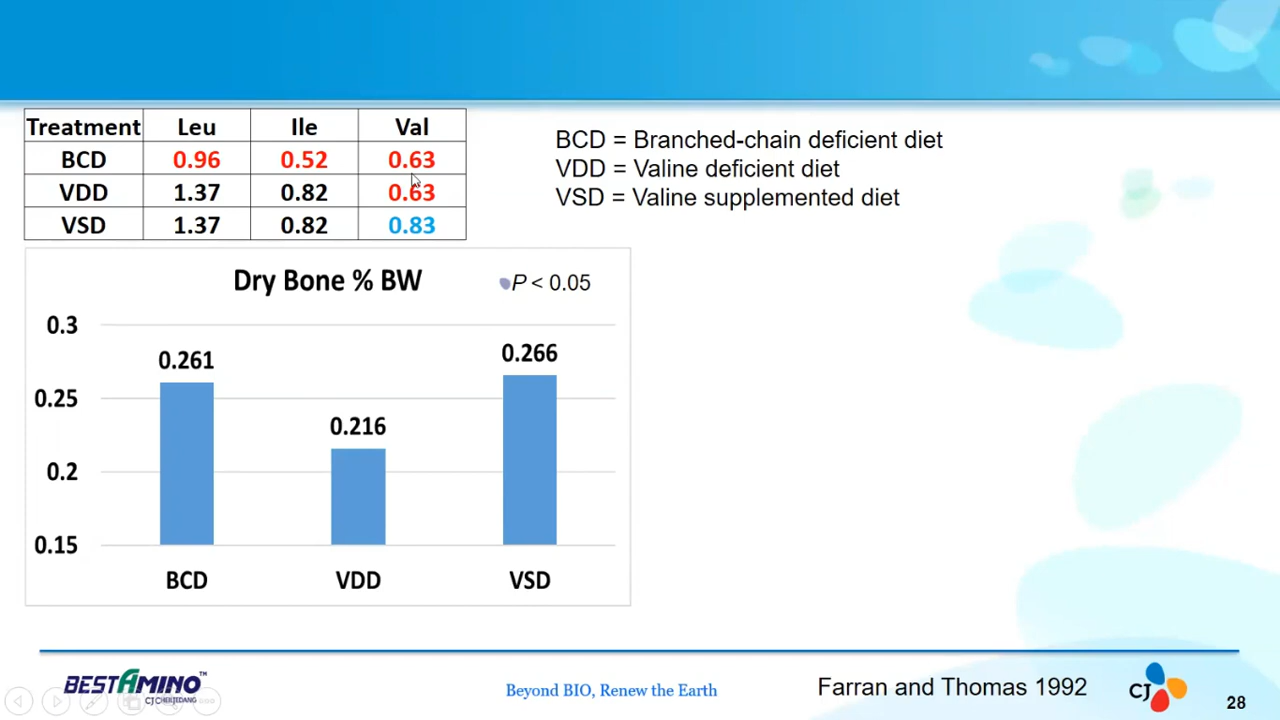 Treatment Leu Ile Val
BCD 0.96 0.52 0.63
VDD 1.37 0.82 0.63
VSD 1.37 0.82 0.83
BCD = Branched-chain deficient diet
VDD = Valine deficient diet
VSD = Valine supplemented diet
Dry Bone % BW
P < 0.05
0.3
0.25
0.2
0.15
0.261
0.216
0.266
BCD VDD VSD
BESTAMINO™
CJ CHEILJEDANG
Beyond BIO, Renew the Earth
Farran and Thomas 1992
CJ
28